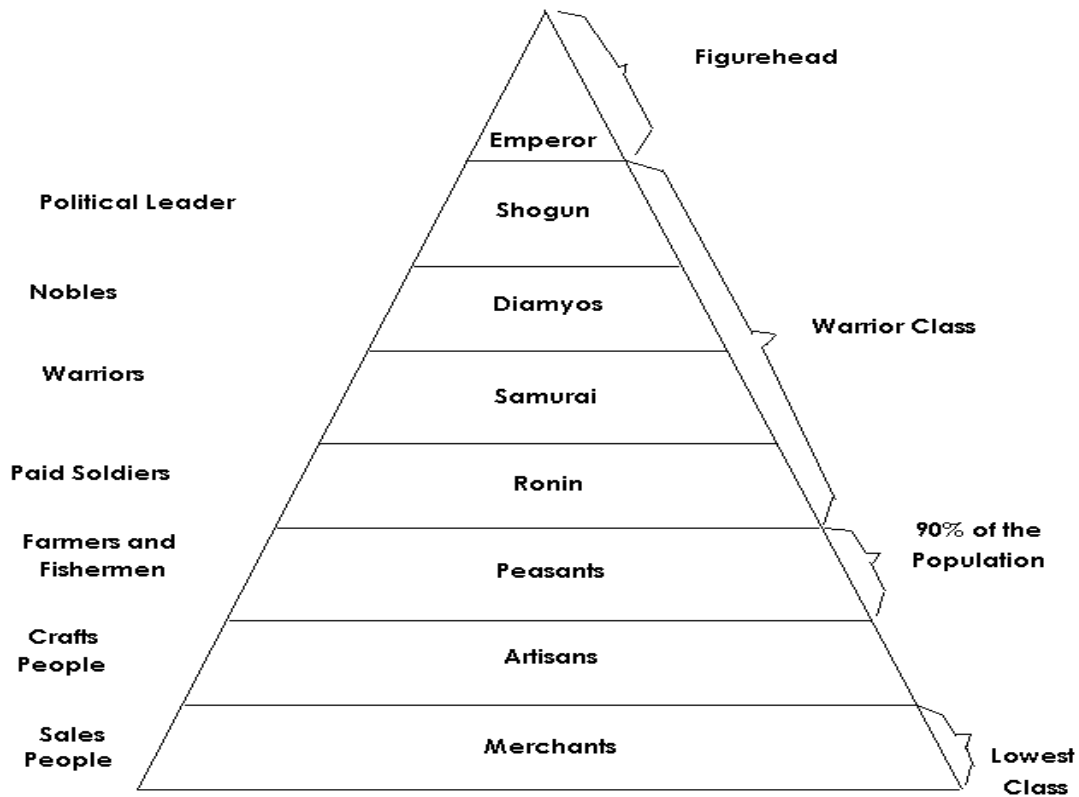 Figurehead
Emperor
Political Leader
Shogun
Nobles
Diamyos
Warrior Class
Warriors
Samurai
Paid Soldiers
Ronin
90% of the
Population
Farmers and
Fishermen
Peasants
Crafts
People
Artisans
Sales
People
Merchants
Lowest
Class